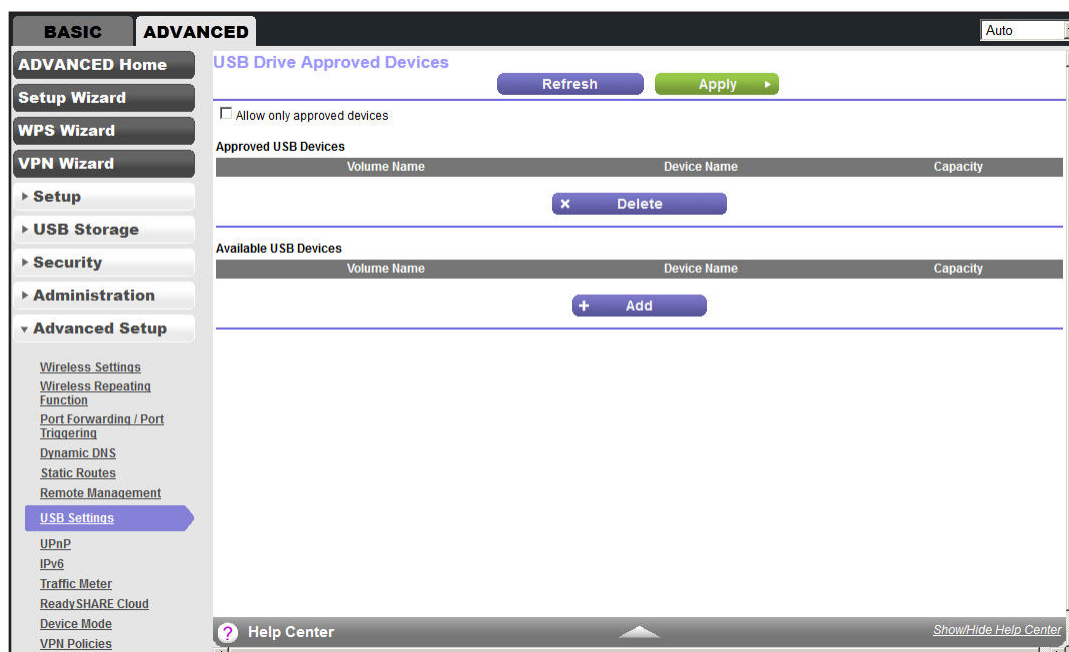 BASIC
ADVANCED
Auto
ADVANCED Home
Setup Wizard
WPS Wizard
VPN Wizard
Setup
USB Storage
Security
Administration
Advanced Setup
Wireless Settings
Wireless Repeating
Function
Port Forwarding / Port
Triggering
Dynamic DNS
Static Routes
Remote Management
USB Settings
UPnP
IPv6
Traffic Meter
ReadySHARE Cloud
Device Mode
VPN Policies
USB Drive Approved Devices
Refresh
Apply
Allow only approved devices
Approved USB Devices
Volume Name Device Name Capacity
Delete
Available USB Devices
Volume Name Device Name Capacity
Add
Help Center
Show/Hide Help Center